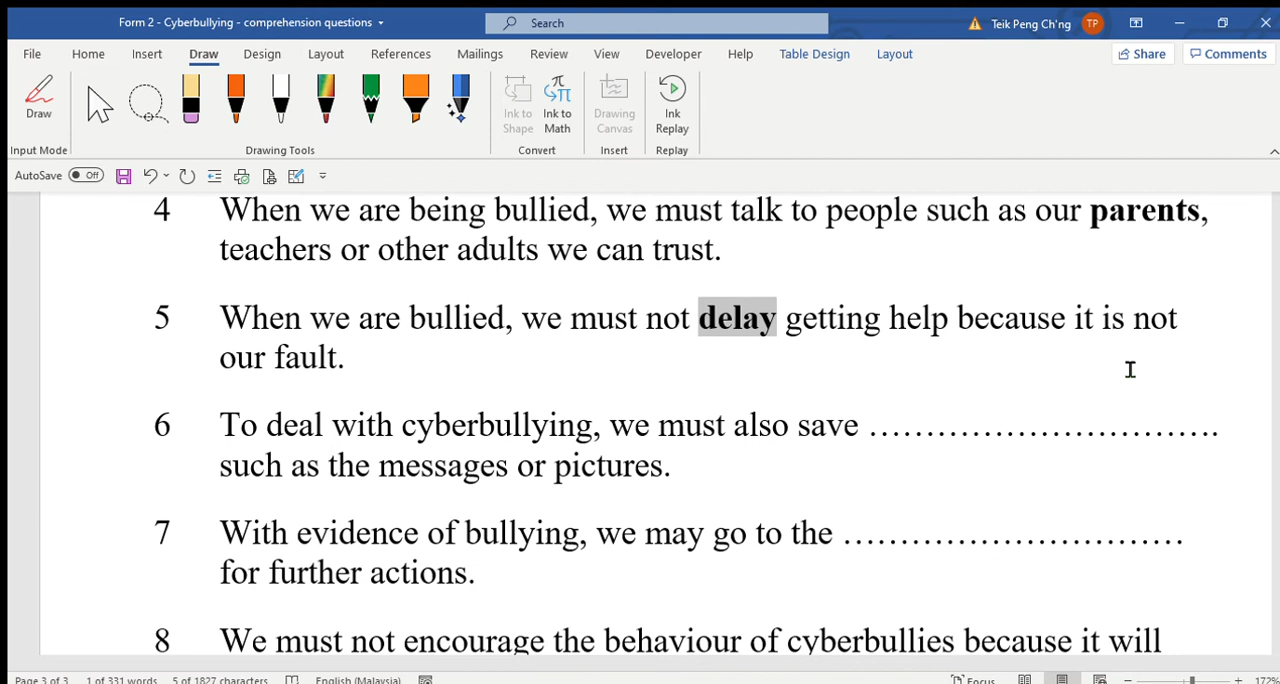 Form 2 - Cyberbullying - comprehension questions
Search
Teik Peng Ch'ng TP
File Home Insert Draw Design Layout References Mailings Review View Developer Help Table Design Layout Share Comments
Draw
Ink to Shape
Ink to Math
Drawing Canvas
Ink Replay
Input Mode Drawing Tools Convert Insert Replay
AutoSave Off
4 When we are being bullied, we must talk to people such as our parents,
teachers or other adults we can trust.
5 When we are bullied, we must not delay getting help because it is not
our fault.
6 To deal with cyberbullying, we must also save …………………………….
such as the messages or pictures.
7 With evidence of bullying, we may go to the ……………………………
for further actions.
8 We must not encourage the behaviour of cyberbullies because it will
Page 3 of 3 1 of 331 words 5 of 1827 characters English (Malaysia) Focus 172%